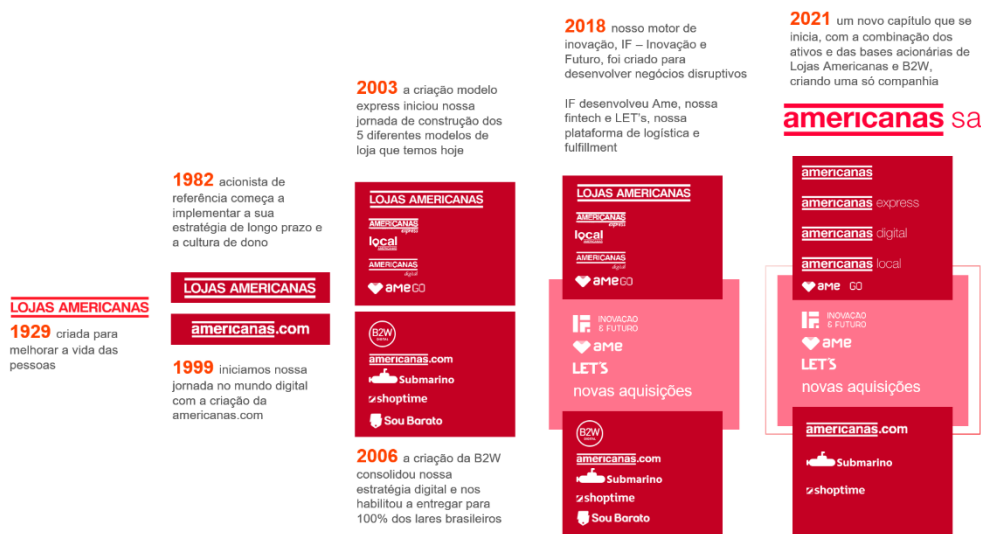 LOJAS AMERICANAS
1929 criada para
melhorar a vida das
pessoas
1982 acionista de
referência começa a
implementar a sua
estratégia de longo prazo e
a cultura de dono
LOJAS AMERICANAS
americanas.com
1999 iniciamos nossa
jornada no mundo digital
com a criação da
americanas.com
2003 a criação modelo
express iniciou nossa
jornada de construção dos
5 diferentes modelos de
loja que temos hoje
LOJAS AMERICANAS
AMERICANAS
express
local
AMERICANAS
digital
ame GO
B2W
DIGITAL
americanas.com
Submarino
shoptime
Sou Barato
2006 a criação da B2W
consolidou nossa
estratégia digital e nos
habilitou a entregar para
100% dos lares brasileiros
2018 nosso motor de
inovação, IF – Inovação e
Futuro, foi criado para
desenvolver negócios disruptivos
IF desenvolveu Ame, nossa
fintech e LET's, nossa
plataforma de logística e
fulfillment
LOJAS AMERICANAS
AMERICANAS
express
local
AMERICANAS
digital
ame GO
IF INOVACAO
& FUTURO
ame
LET'S
novas aquisições
B2W
DIGITAL
americanas.com
Submarino
shoptime
Sou Barato
2021 um novo capítulo que se
inicia, com a combinação dos
ativos e das bases acionárias de
Lojas Americanas e B2W,
criando uma só companhia
americanas sa
americanas
americanas express
americanas digital
americanas local
ame GO
IF INOVACAO
& FUTURO
ame
LET'S
novas aquisições
americanas.com
Submarino
shoptime